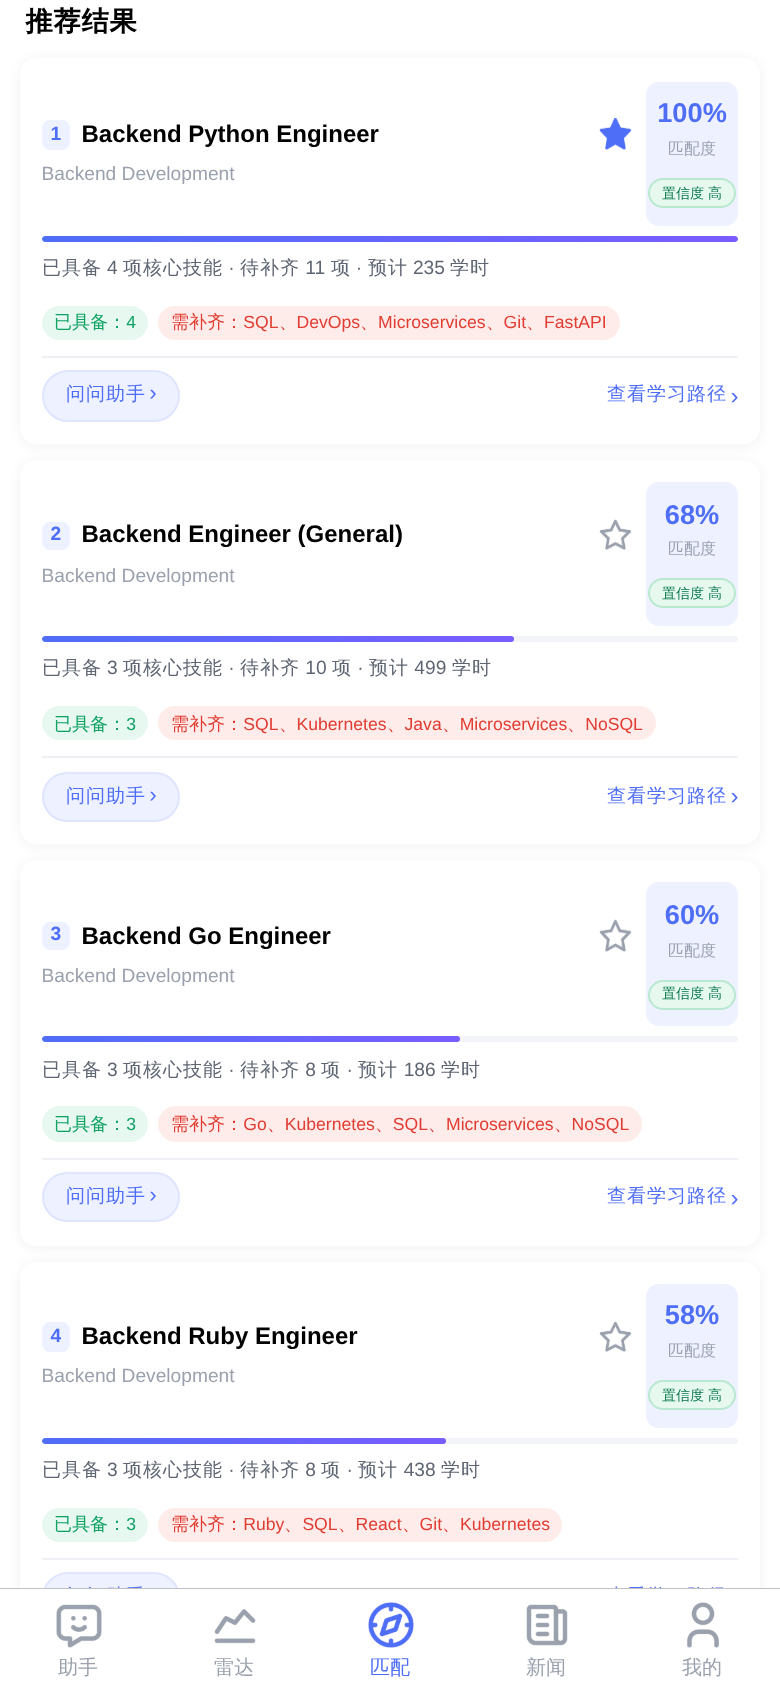 推荐结果
1 Backend Python Engineer
Backend Development
100%
匹配度
置信度 高
已具备 4 项核心技能 · 待补齐 11 项 · 预计 235 学时
已具备：4 需补齐：SQL、DevOps、Microservices、Git、FastAPI
问问助手 › 查看学习路径 ›
2 Backend Engineer (General)
Backend Development
68%
匹配度
置信度 高
已具备 3 项核心技能 · 待补齐 10 项 · 预计 499 学时
已具备：3 需补齐：SQL、Kubernetes、Java、Microservices、NoSQL
问问助手 › 查看学习路径 ›
3 Backend Go Engineer
Backend Development
60%
匹配度
置信度 高
已具备 3 项核心技能 · 待补齐 8 项 · 预计 186 学时
已具备：3 需补齐：Go、Kubernetes、SQL、Microservices、NoSQL
问问助手 › 查看学习路径 ›
4 Backend Ruby Engineer
Backend Development
58%
匹配度
置信度 高
已具备 3 项核心技能 · 待补齐 8 项 · 预计 438 学时
已具备：3 需补齐：Ruby、SQL、React、Git、Kubernetes
助手 雷达 匹配 新闻 我的